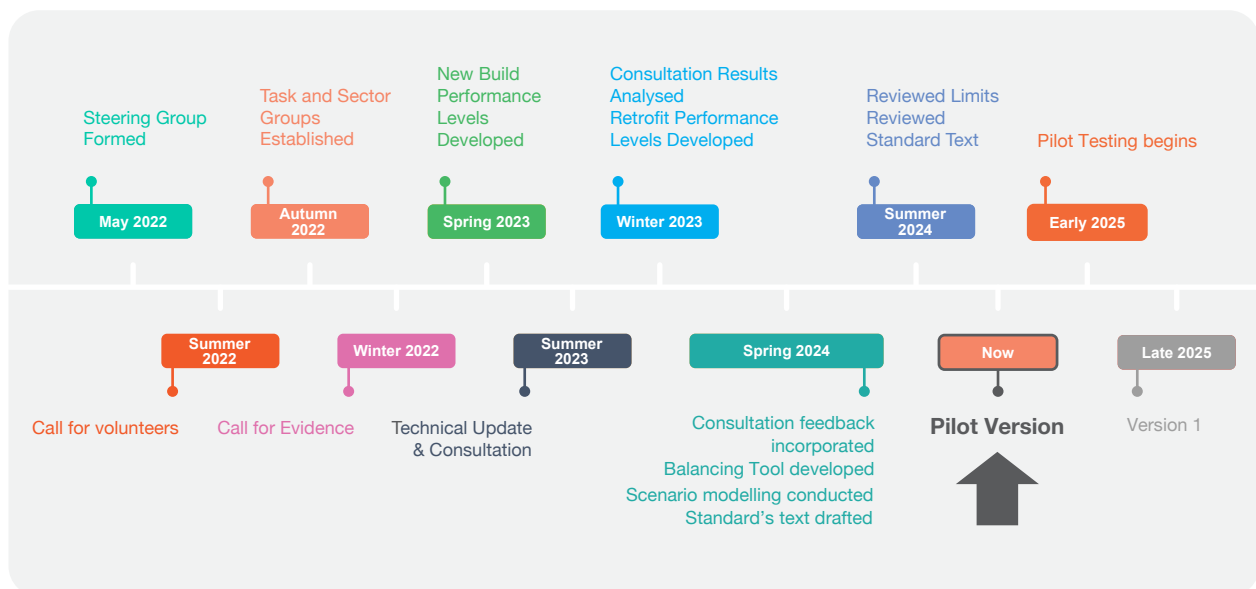 Steering Group
Formed
May 2022
Task and Sector
Groups
Established
Autumn
2022
New Build
Performance
Levels
Developed
Spring 2023
Consultation Results
Analysed
Retrofit Performance
Levels Developed
Winter 2023
Reviewed Limits
Reviewed
Standard Text
Summer
2024
Pilot Testing begins
Early 2025
Summer
2022
Call for volunteers
Winter 2022
Call for Evidence
Summer
2023
Technical Update
& Consultation
Spring 2024
Consultation feedback
incorporated
Balancing Tool developed
Scenario modelling conducted
Standard’s text drafted
Now
Pilot Version
Late 2025
Version 1